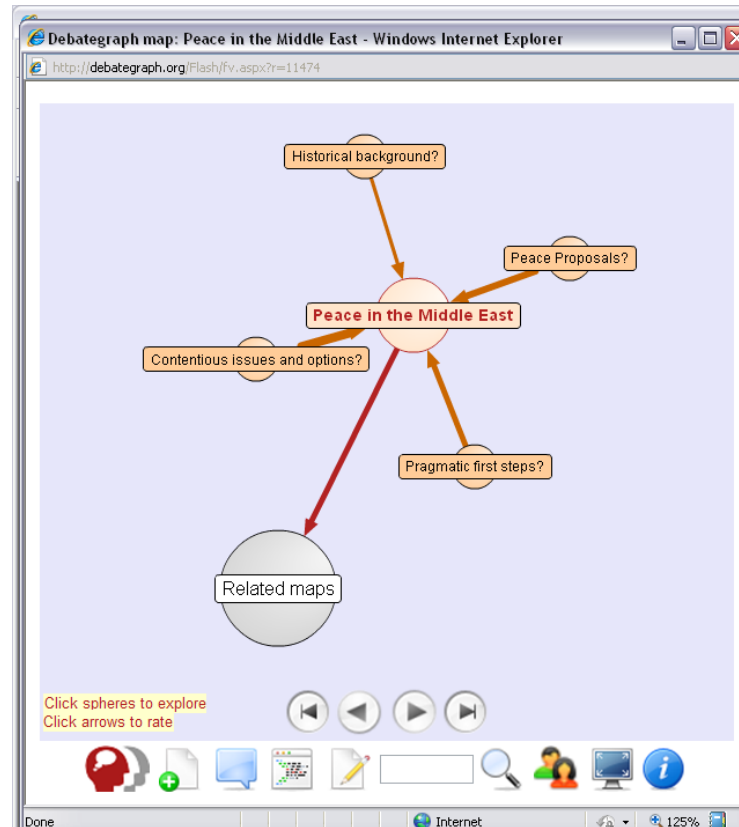 Debategraph map: Peace in the Middle East - Windows Internet Explorer
http://debategraph.org/Flash/fv.aspx?r=11474
Historical background?
Peace Proposals?
Peace in the Middle East
Contentious issues and options?
Pragmatic first steps?
Related maps
Click spheres to explore
Click arrows to rate
Done
Internet
125%